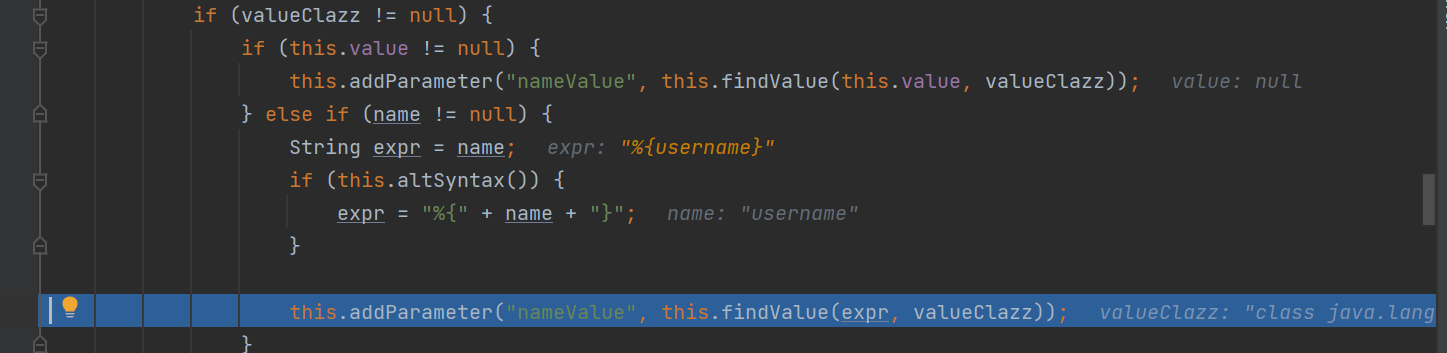 if (valueClazz != null) {
if (this.value != null) {
this.addParameter("nameValue", this.findValue(this.value, valueClazz)); value: null
} else if (name != null) {
String expr = name; expr: "%{username}"
if (this.altSyntax()) {
expr = "%{" + name + "}"; name: "username"
}
this.addParameter("nameValue", this.findValue(expr, valueClazz)); valueClazz: "class java.lang
}